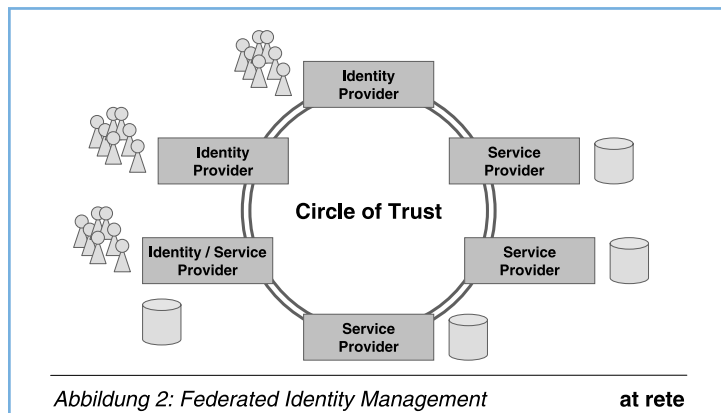 Identity
Provider
Identity
Provider
Service
Provider
Circle of Trust
Identity / Service
Provider
Service
Provider
Service
Provider
Abbildung 2: Federated Identity Management
at rete